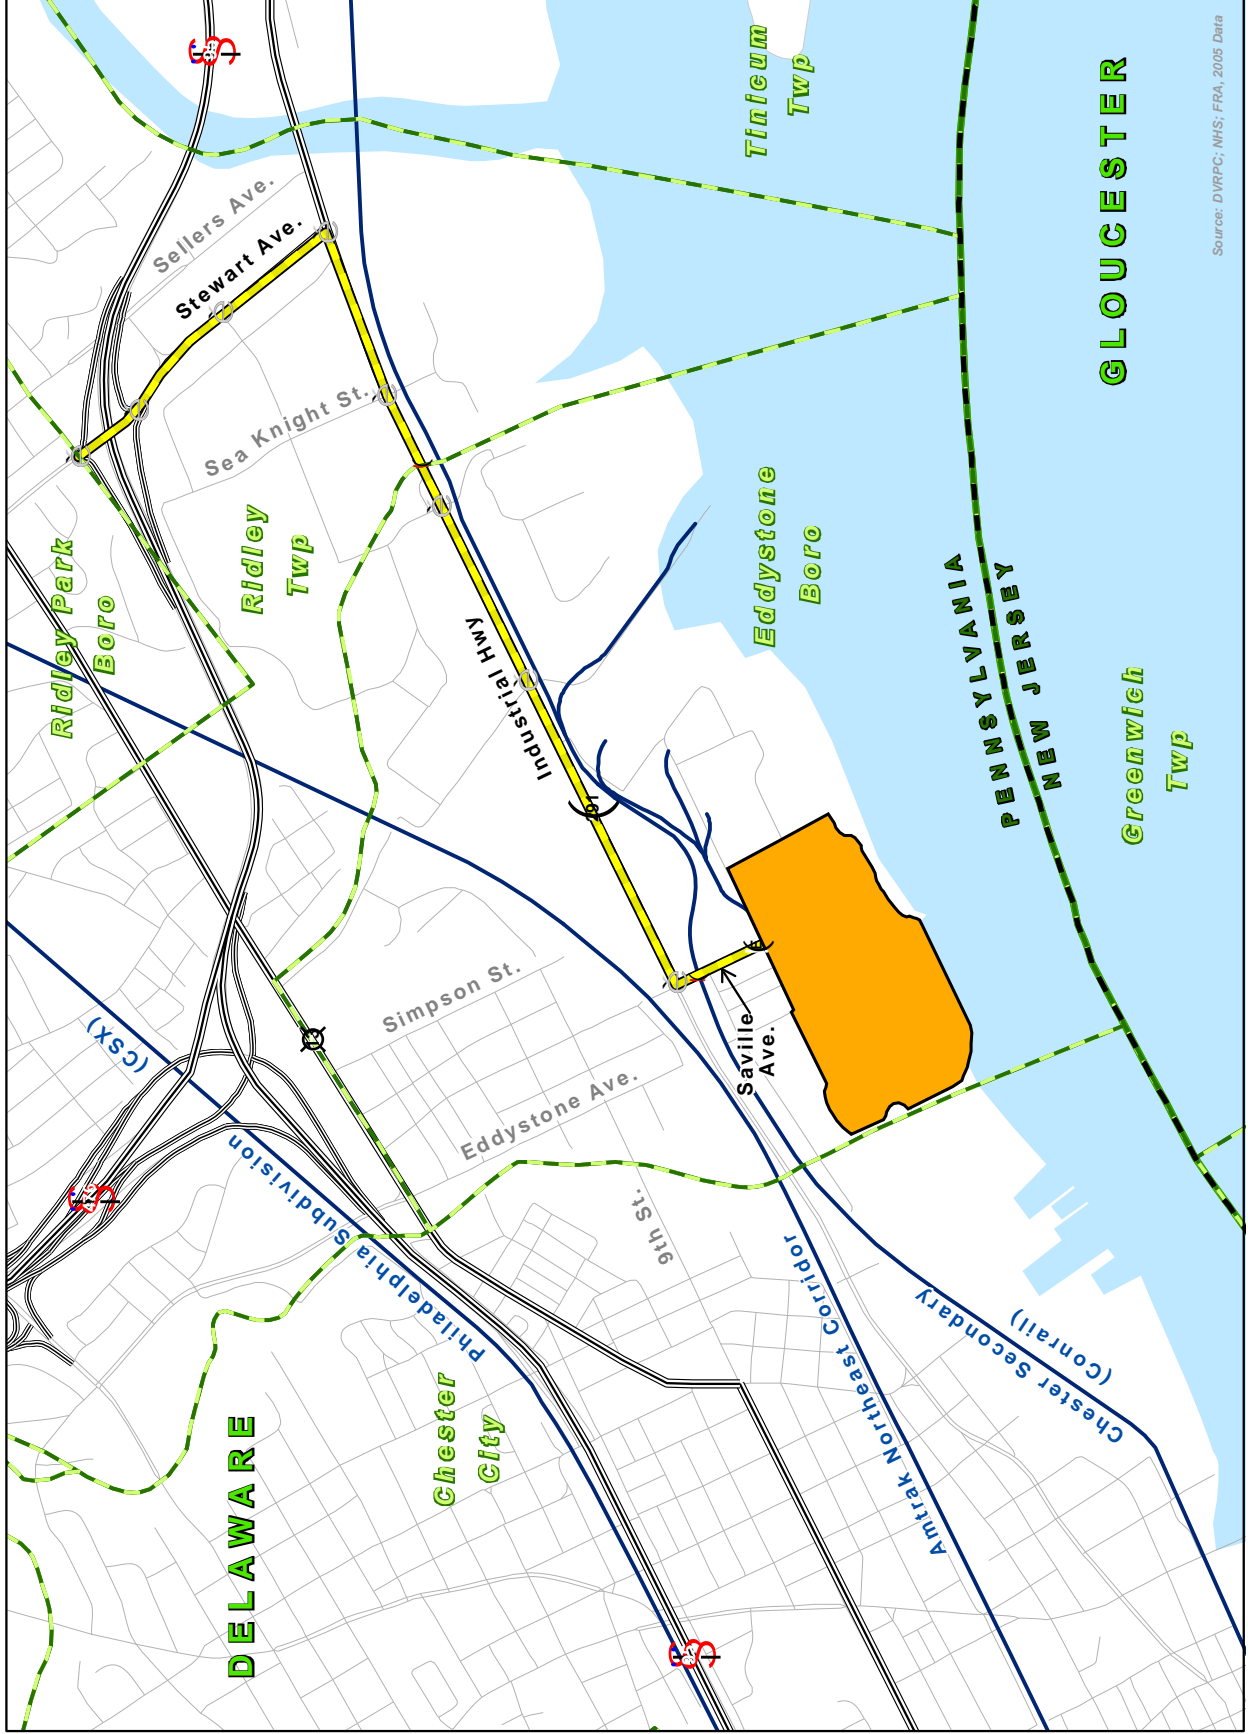 Sellers Ave.
Stewart Ave.
Sea Knight St.
Ridley Park
Boro
Ridley
Twp
Tinicum
Twp
GLOUCESTER
Source: DVRPC; NHS; FRA, 2005 Data
Industrial Hwy
291
Eddystone
Boro
PENNSYLVANIA
NEW JERSEY
Greenwich
Twp
(CSX)
Philadelphia Subdivision
Simpson St.
Eddystone Ave.
Saville
Ave.
9th St.
Amtrak Northeast Corridor
Chester Secondary
(Conrail)
Chester
City
DELAWARE